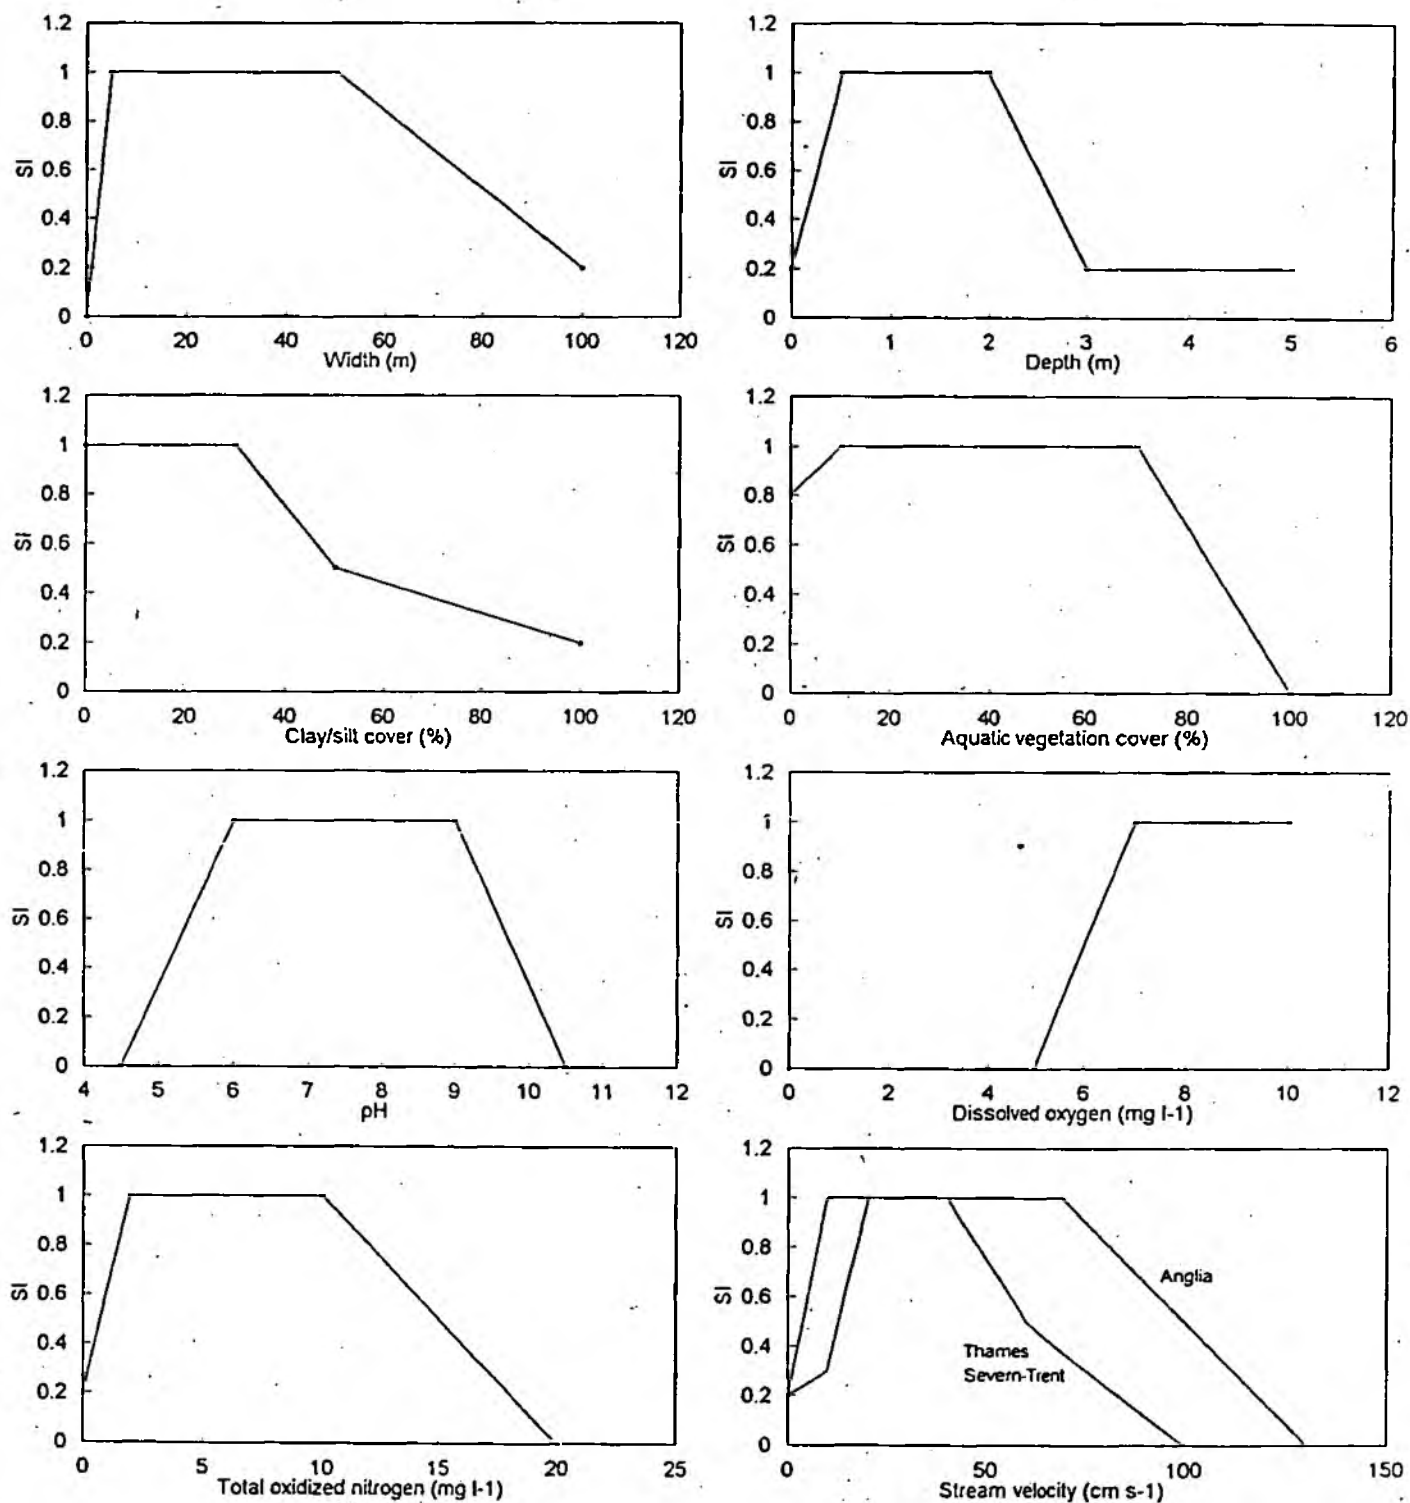 1.2
1
0.8
0.6
0.4
0.2
0
SI
0 20 40 60 80 100 120
Width (m)
1.2
1
0.8
0.6
0.4
0.2
0
SI
0 1 2 3 4 5 6
Depth (m)
1.2
1
0.8
0.6
0.4
0.2
0
SI
0 20 40 60 80 100 120
Clay/silt cover (%)
1.2
1
0.8
0.6
0.4
0.2
0
SI
0 20 40 60 80 100 120
Aquatic vegetation cover (%)
1.2
1
0.8
0.6
0.4
0.2
0
SI
4 5 6 7 8 9 10 11 12
pH
1.2
1
0.8
0.6
0.4
0.2
0
SI
0 2 4 6 8 10 12
Dissolved oxygen (mg l-1)
1.2
1
0.8
0.6
0.4
0.2
0
SI
0 5 10 15 20 25
Total oxidized nitrogen (mg l-1)
1.2
1
0.8
0.6
0.4
0.2
0
SI
Anglia
Thames
Severn-Trent
0 50 100 150
Stream velocity (cm s-1)